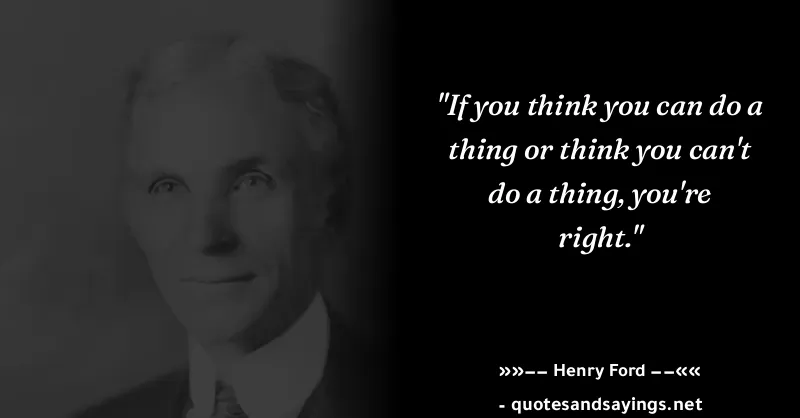 "If you think you can do a
thing or think you can't
do a thing, you're
right."
»»−− Henry Ford −−««
- quotesandsayings.net